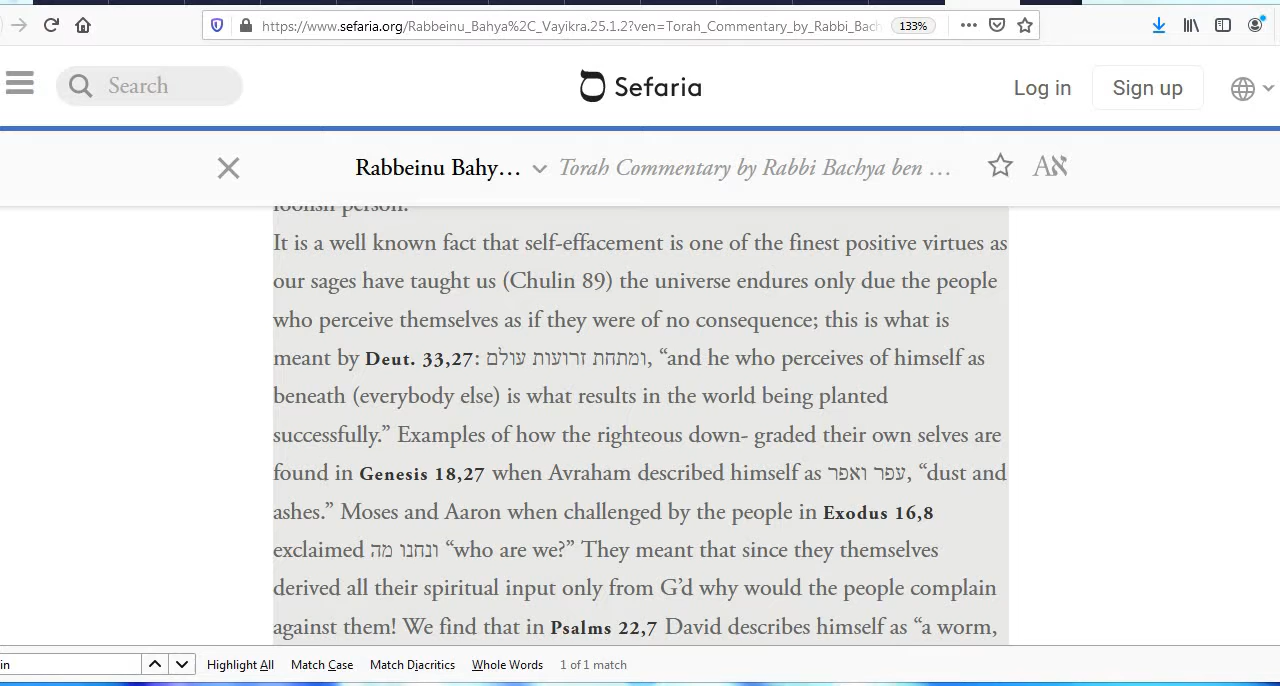 https://www.sefaria.org/Rabbeinu_Bahya%2C_Vayikra.25.1.2?ven=Torah_Commentary_by_Rabbi_Bach
133%
Search
Sefaria
Log in
Sign up
Rabbeinu Bahy…
Torah Commentary by Rabbi Bachya ben …
Aא
foolish person.
It is a well known fact that self-effacement is one of the finest positive virtues as
our sages have taught us (Chulin 89) the universe endures only due the people
who perceive themselves as if they were of no consequence; this is what is
meant by Deut. 33,27: ומתחת זרועות עולם, “and he who perceives of himself as
beneath (everybody else) is what results in the world being planted
successfully.” Examples of how the righteous down- graded their own selves are
found in Genesis 18,27 when Avraham described himself as עפר ואפר, “dust and
ashes.” Moses and Aaron when challenged by the people in Exodus 16,8
exclaimed ונחנו מה “who are we?” They meant that since they themselves
derived all their spiritual input only from G’d why would the people complain
against them! We find that in Psalms 22,7 David describes himself as “a worm,
in
Highlight All
Match Case
Match Diacritics
Whole Words
1 of 1 match